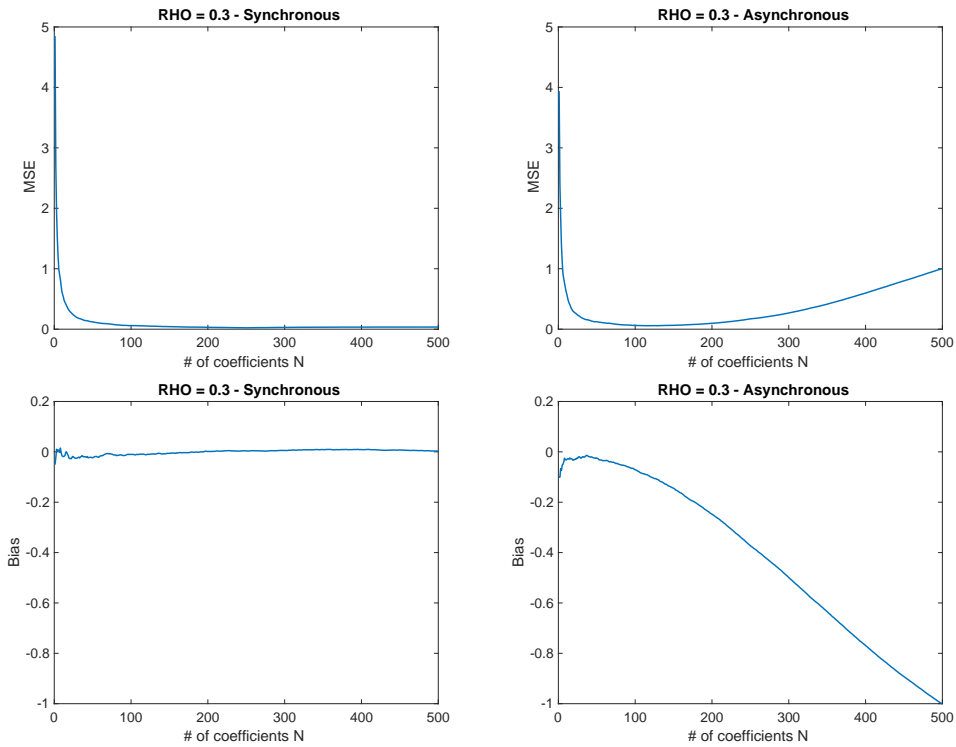 RHO = 0.3 - Synchronous
5
4
3
2
1
0
MSE
0 100 200 300 400 500
# of coefficients N
RHO = 0.3 - Asynchronous
5
4
3
2
1
0
MSE
0 100 200 300 400 500
# of coefficients N
RHO = 0.3 - Synchronous
0.2
0
-0.2
-0.4
-0.6
-0.8
-1
Bias
0 100 200 300 400 500
# of coefficients N
RHO = 0.3 - Asynchronous
0.2
0
-0.2
-0.4
-0.6
-0.8
-1
Bias
0 100 200 300 400 500
# of coefficients N